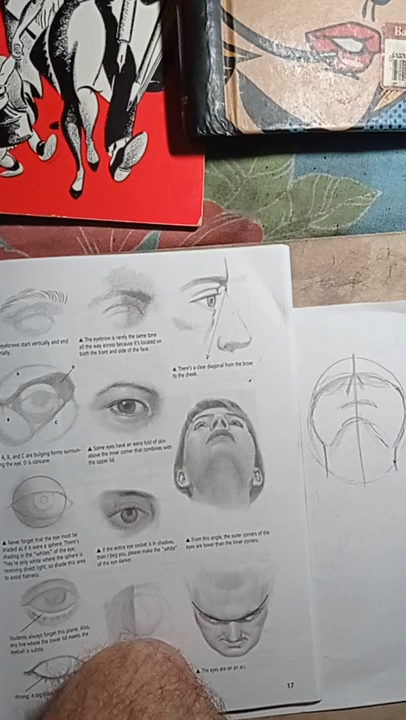 Ba
eyebrows start vertically and end
▲ The eyebrow is rarely the same tone
all the way across because it's located on
both the front and side of the face.
▲ There's a clear diagonal from the brow
to the cheek.
A
B
C
A, B, and C are bulging forms
the eye; D is concave.
▲ Some eyes have an extra fold of skin
above the inner corner that combines with
the upper lid.
▲ Never forget that the eye must be
shaded as if it were a sphere. There's
shading in the "whites" of the eye.
They're only white where the sphere is
receiving direct light, so shade this area
to avoid flatness.
▲ If the entire eye socket is in shadow,
then I beg you, please make the "white"
of the eye darker.
▲ From this angle, the outer corners of the
eyes are lower than the inner corners.
Students always forget this plane. Also,
any line where the lower lid meets the
eyeball is subtle.
Wrong: A big
▲ The eyes are on an arc.
17